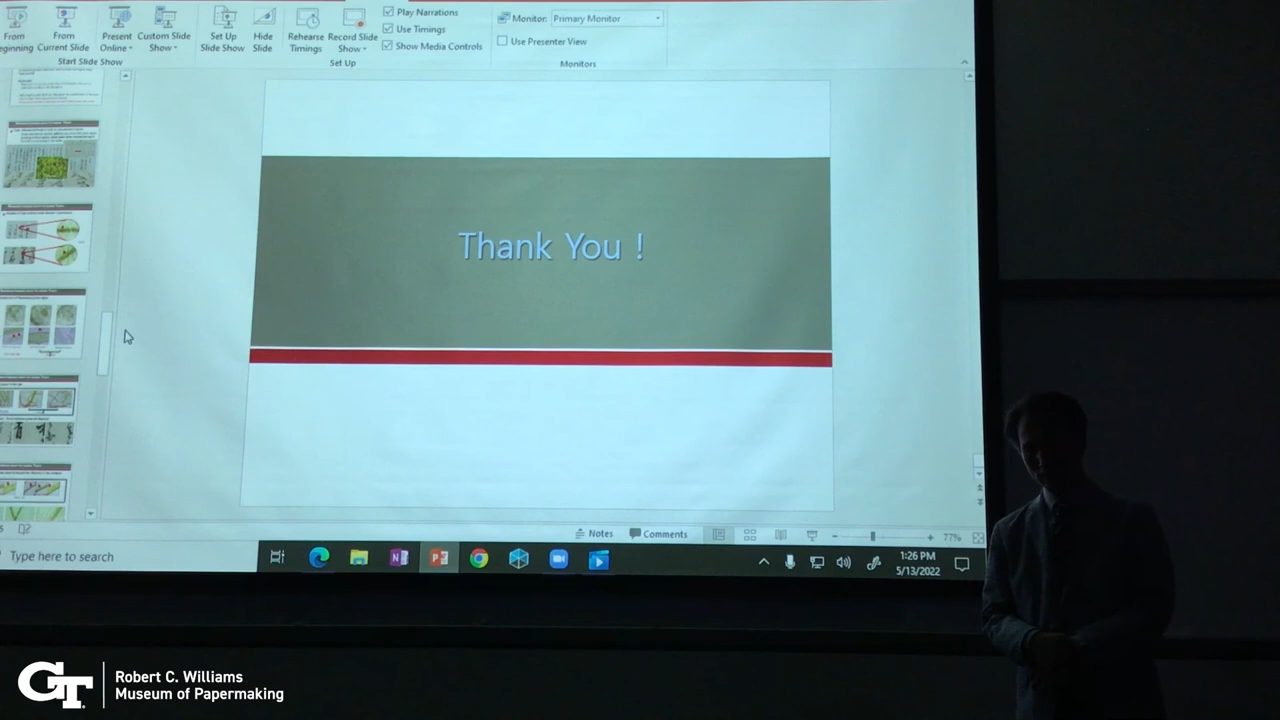 From Beginning
From Current Slide
Present Online
Custom Slide Show
Set Up Slide Show
Hide Slide
Rehearse Timings
Record Slide Show
Play Narrations
Use Timings
Show Media Controls
Monitor: Primary Monitor
Use Presenter View
Start Slide Show
Set Up
Monitors
Thank You !
Notes
Comments
77%
Type here to search
1:26 PM
5/13/2022
GT
Robert C. Williams
Museum of Papermaking